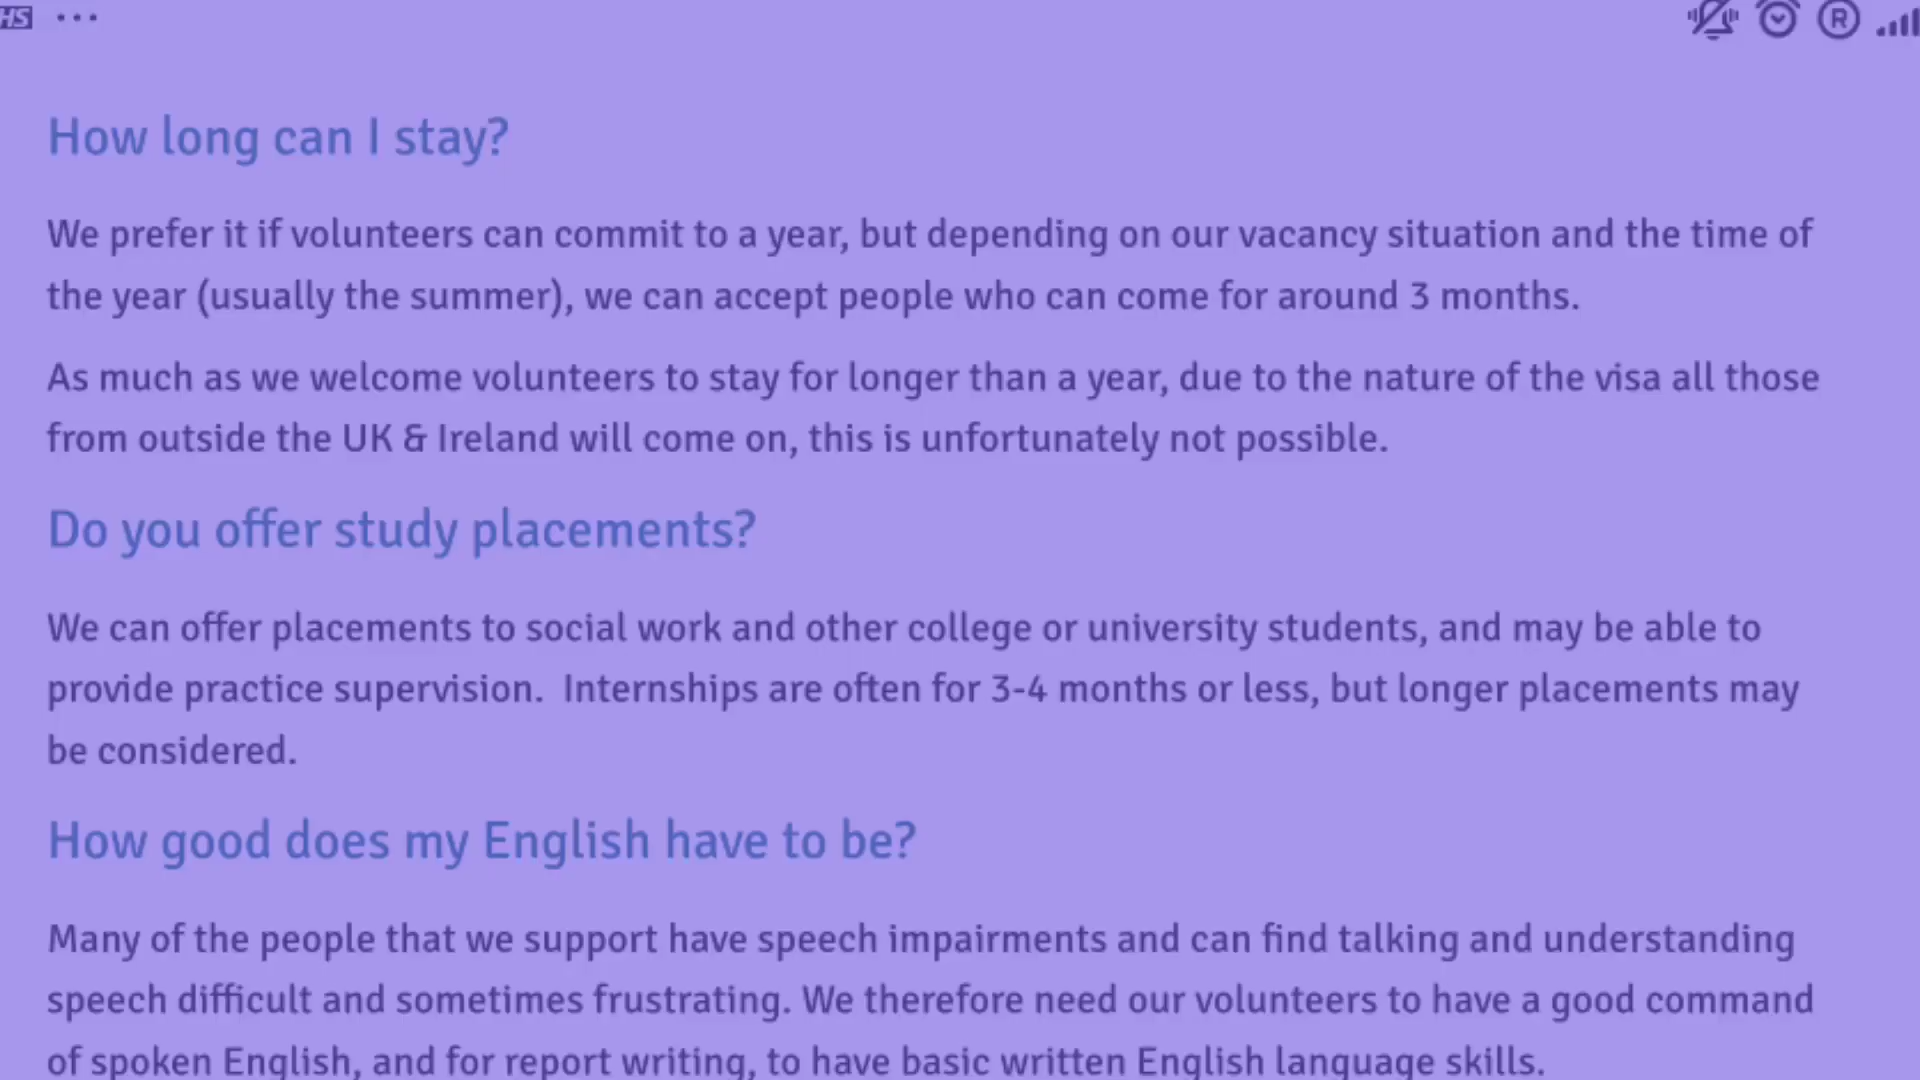 HS ...
R
How long can I stay?
We prefer it if volunteers can commit to a year, but depending on our vacancy situation and the time of
the year (usually the summer), we can accept people who can come for around 3 months.
As much as we welcome volunteers to stay for longer than a year, due to the nature of the visa all those
from outside the UK & Ireland will come on, this is unfortunately not possible.
Do you offer study placements?
We can offer placements to social work and other college or university students, and may be able to
provide practice supervision.  Internships are often for 3-4 months or less, but longer placements may
be considered.
How good does my English have to be?
Many of the people that we support have speech impairments and can find talking and understanding
speech difficult and sometimes frustrating. We therefore need our volunteers to have a good command
of spoken English, and for report writing, to have basic written English language skills.